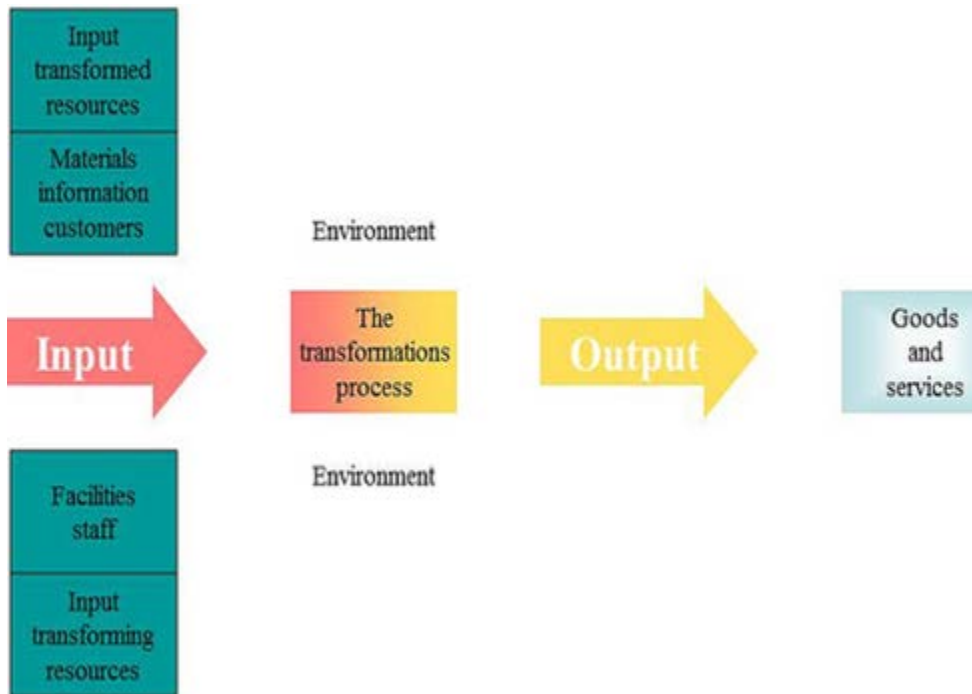 Input
transformed
resources
Materials
information
customers
Environment
Input
The
transformations
process
Output
Goods
and
services
Environment
Facilities
staff
Input
transforming
resources